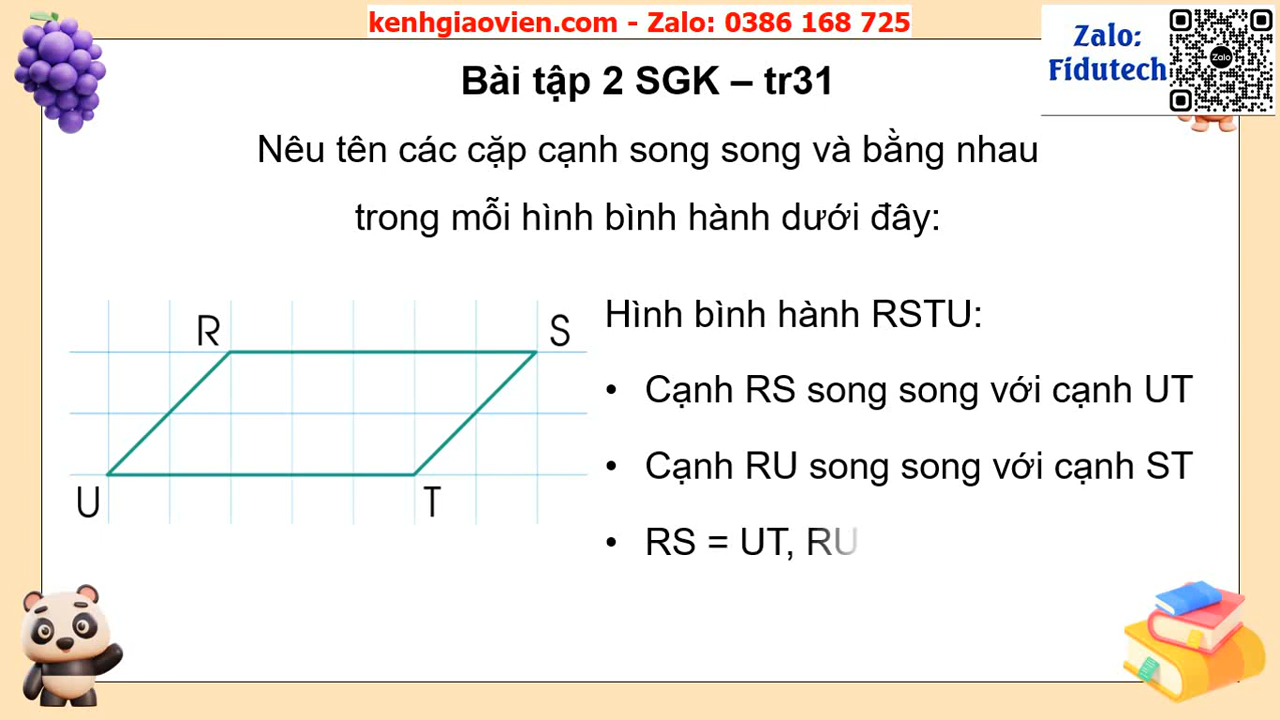 kenhgiaovien.com - Zalo: 0386 168 725
Zalo:
Fidutech
Zalo
Bài tập 2 SGK – tr31
Nêu tên các cặp cạnh song song và bằng nhau
trong mỗi hình bình hành dưới đây:
R
S
U
T
Hình bình hành RSTU:
• Cạnh RS song song với cạnh UT
• Cạnh RU song song với cạnh ST
• RS = UT, RU